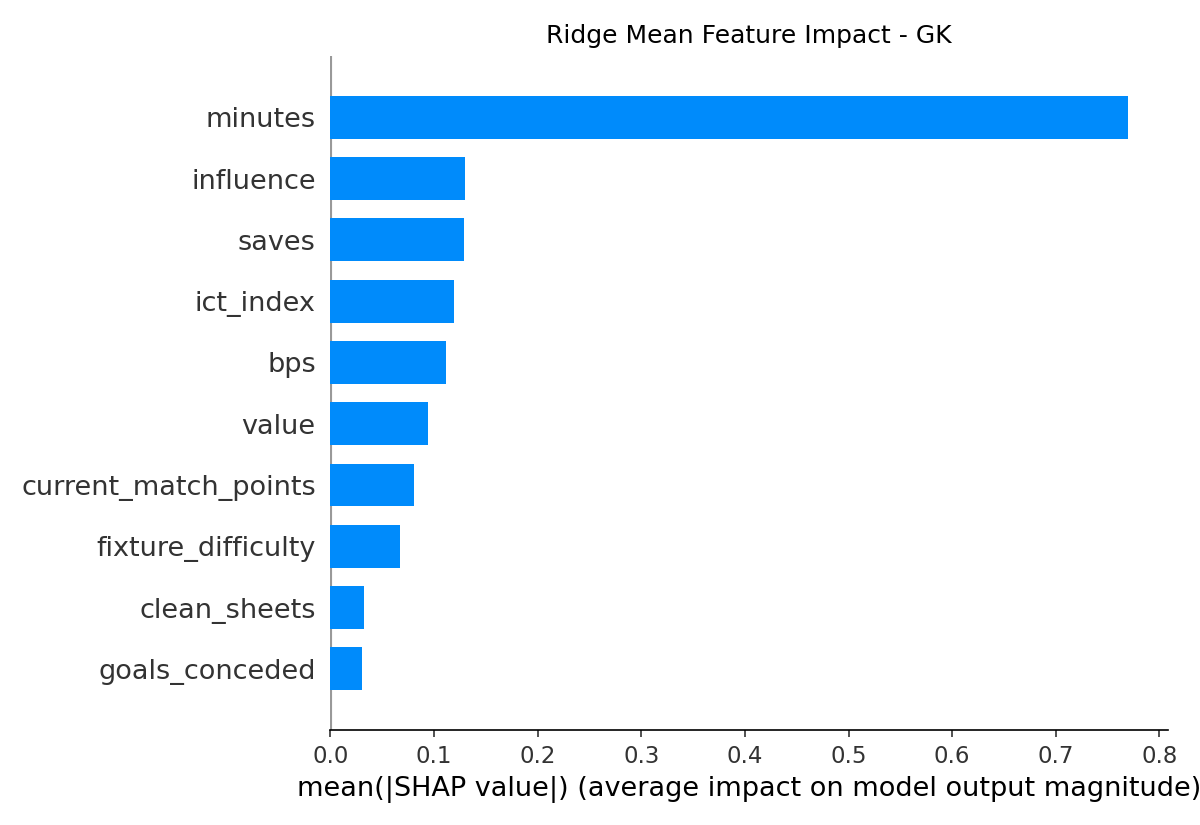 Ridge Mean Feature Impact - GK
minutes
influence
saves
ict_index
bps
value
current_match_points
fixture_difficulty
clean_sheets
goals_conceded
0.0 0.1 0.2 0.3 0.4 0.5 0.6 0.7 0.8
mean(|SHAP value|) (average impact on model output magnitude)